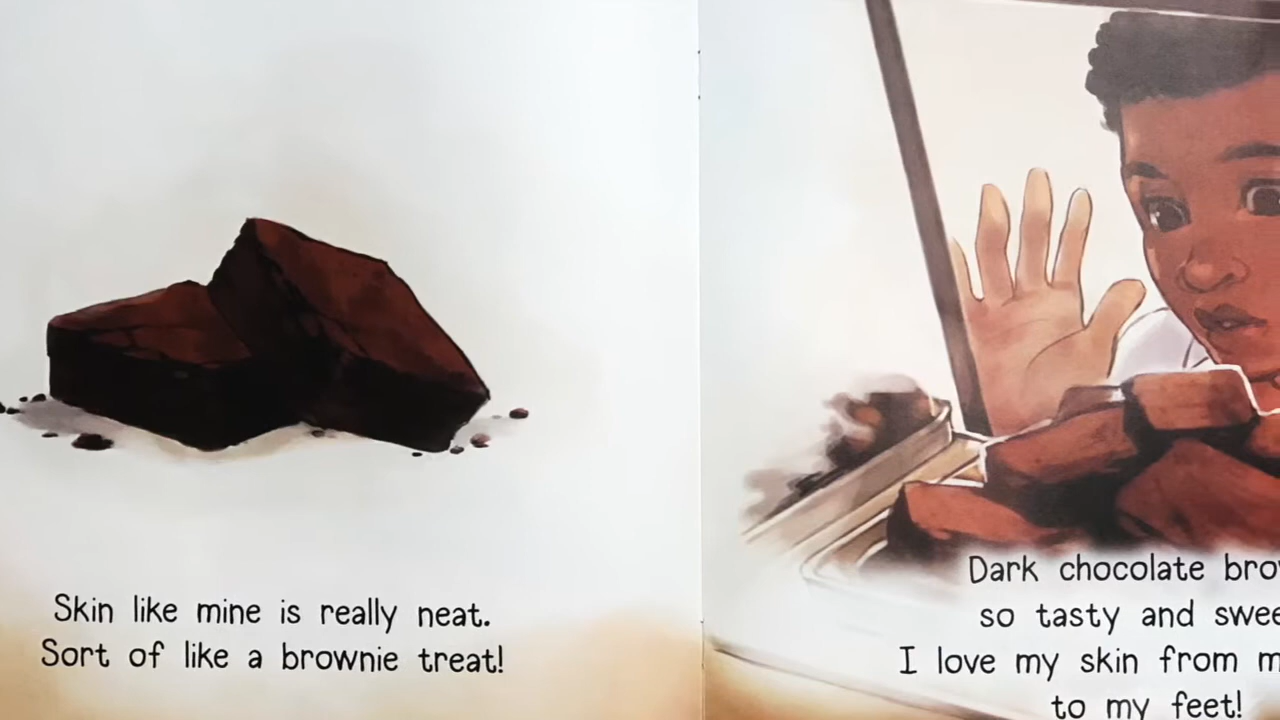 Skin like mine is really neat.
Sort of like a brownie treat!
Dark chocolate
so tasty and
I love my skin from
to my feet!